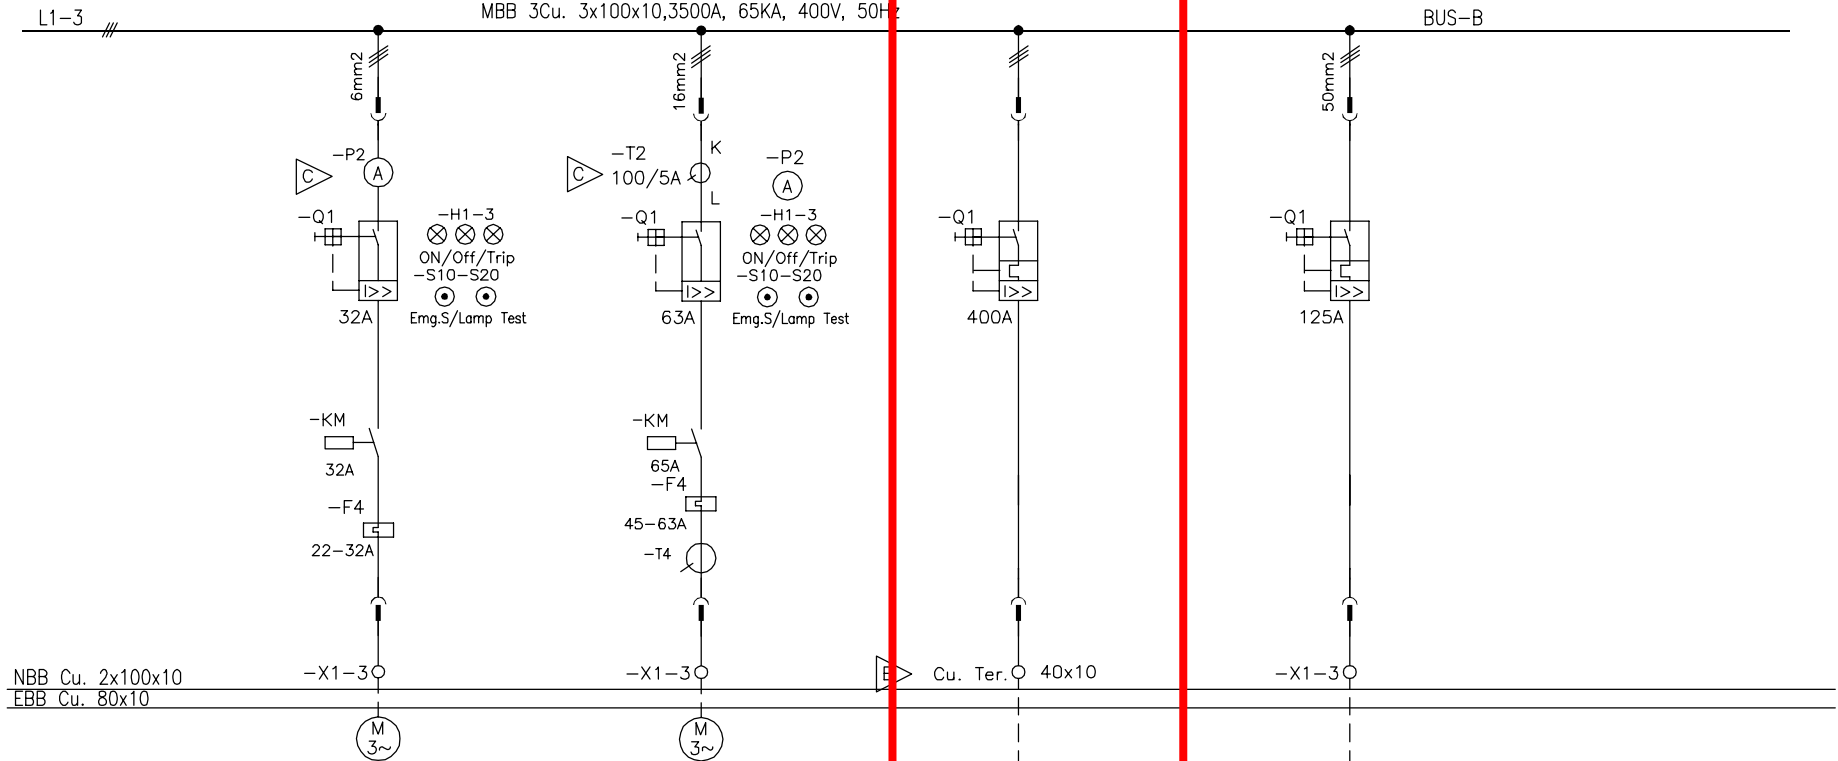 L1-3
MBB 3Cu. 3x100x10,3500A, 65KA, 400V, 50Hz
BUS-B
6mm2
16mm2
50mm2
C
-P2
A
C
-T2
100/5A
K
L
-P2
A
-Q1
-H1-3
ON/Off/Trip
-S10-S20
Emg.S/Lamp Test
I>>
32A
-Q1
-H1-3
ON/Off/Trip
-S10-S20
Emg.S/Lamp Test
I>>
63A
-Q1
I>>
400A
-Q1
I>>
125A
-KM
32A
-F4
22-32A
-KM
65A
-F4
45-63A
-T4
NBB Cu. 2x100x10
EBB Cu. 80x10
-X1-3
-X1-3
Cu. Ter.
40x10
-X1-3
M
3~
M
3~